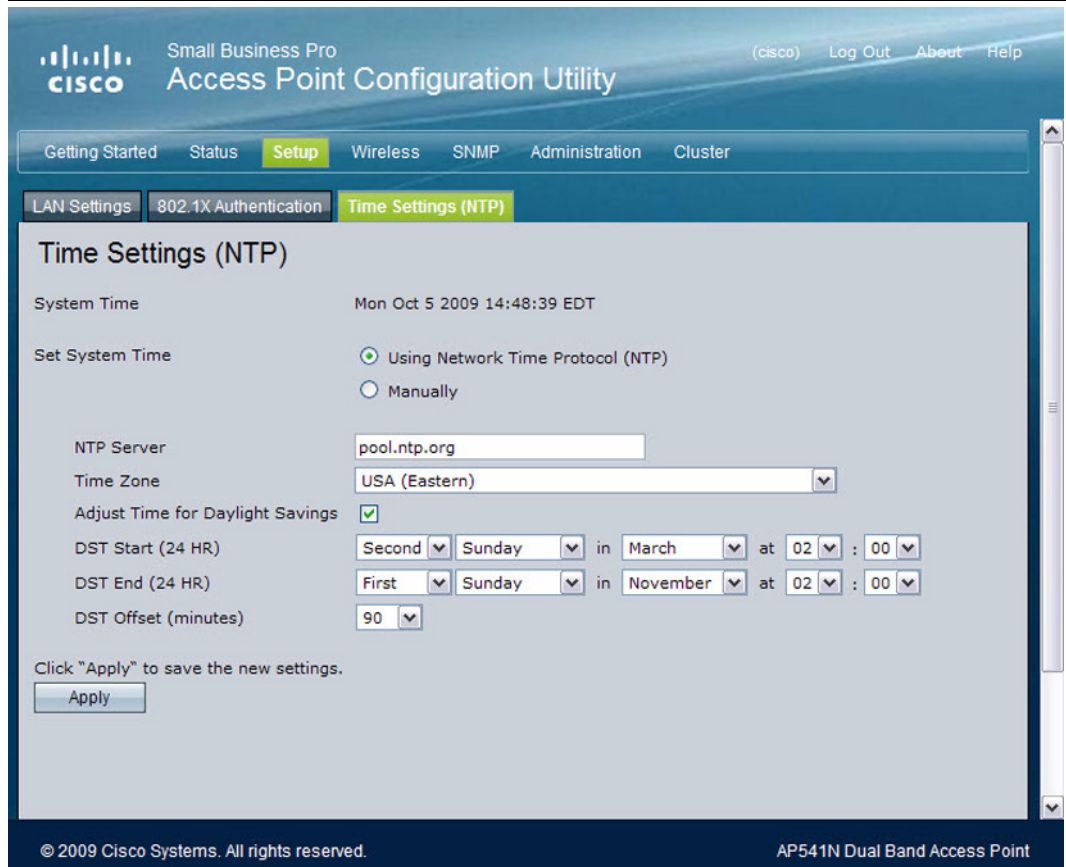 Small Business Pro
(cisco) Log Out About Help
CISCO
Access Point Configuration Utility
Getting Started Status Setup Wireless SNMP Administration Cluster
LAN Settings 802.1X Authentication Time Settings (NTP)
Time Settings (NTP)
System Time Mon Oct 5 2009 14:48:39 EDT
Set System Time Using Network Time Protocol (NTP)
Manually
NTP Server pool.ntp.org
Time Zone USA (Eastern)
Adjust Time for Daylight Savings
DST Start (24 HR) Second Sunday in March at 02 : 00
DST End (24 HR) First Sunday in November at 02 : 00
DST Offset (minutes) 90
Click "Apply" to save the new settings.
Apply
© 2009 Cisco Systems. All rights reserved. AP541N Dual Band Access Point